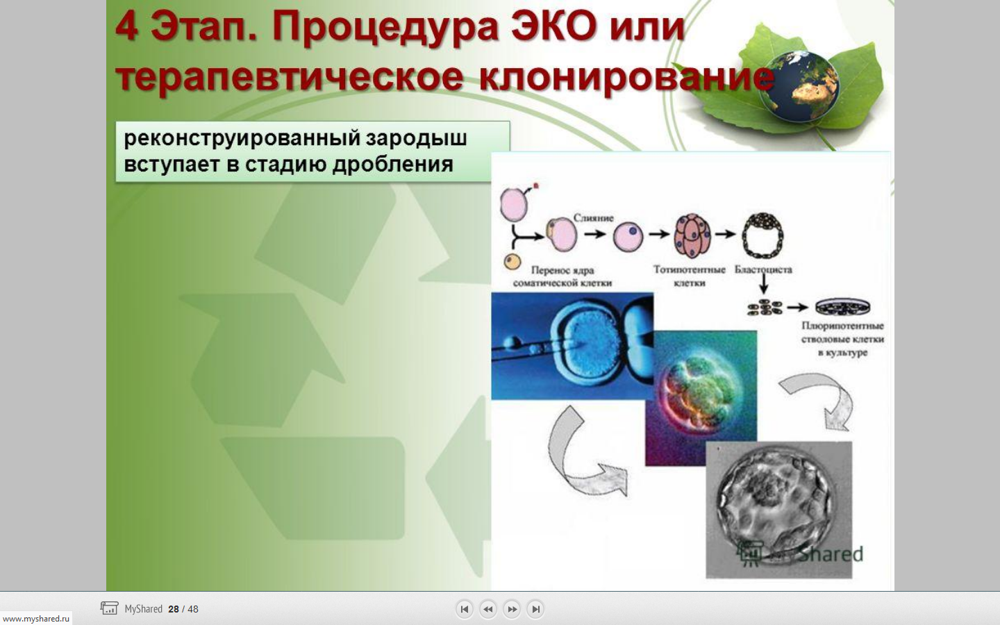 4 Этап. Процедура ЭКО или
терапевтическое клонирование
реконструированный зародыш
вступает в стадию дробления
Слияние
Перенос ядра
соматической клетки
Тотипотентные
клетки
Бластоциста
Плюрипотентные
стволовые клетки
в культуре
Shared
MyShared 28 / 48
www.myshared.ru